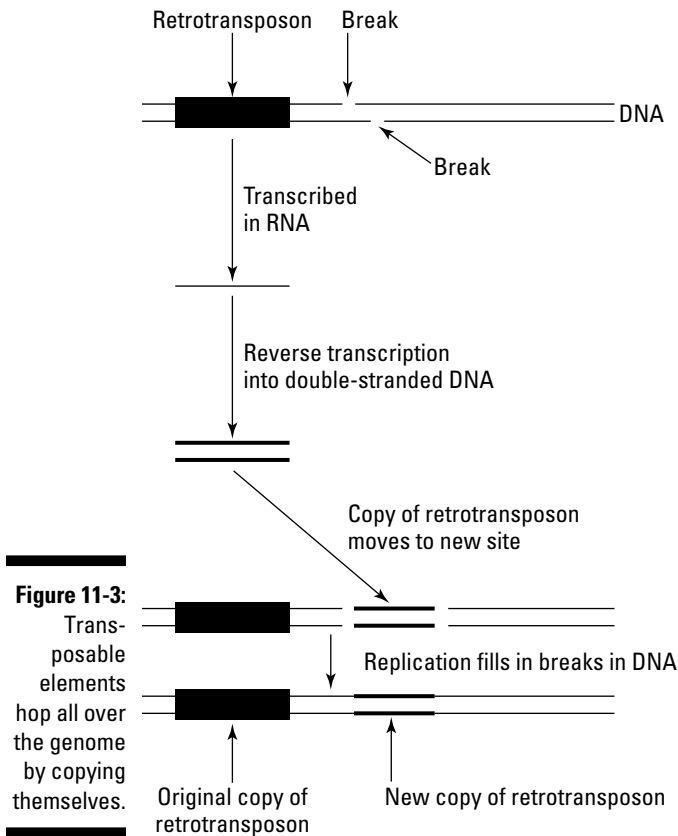 Retrotransposon
Break
DNA
Break
Transcribed
in RNA
Reverse transcription
into double-stranded DNA
Copy of retrotransposon
moves to new site
Figure 11-3:
Trans-
posable
elements
hop all over
the genome
by copying
themselves.
Replication fills in breaks in DNA
Original copy of
retrotransposon
New copy of retrotransposon